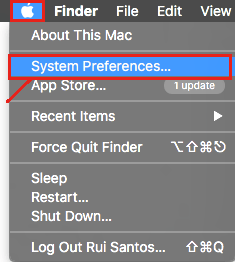 Finder File Edit View
About This Mac
System Preferences...
App Store... 1 update
Recent Items
Force Quit Finder ⌥⇧⌘⎋
Sleep
Restart...
Shut Down...
Log Out Rui Santos... ⇧⌘Q